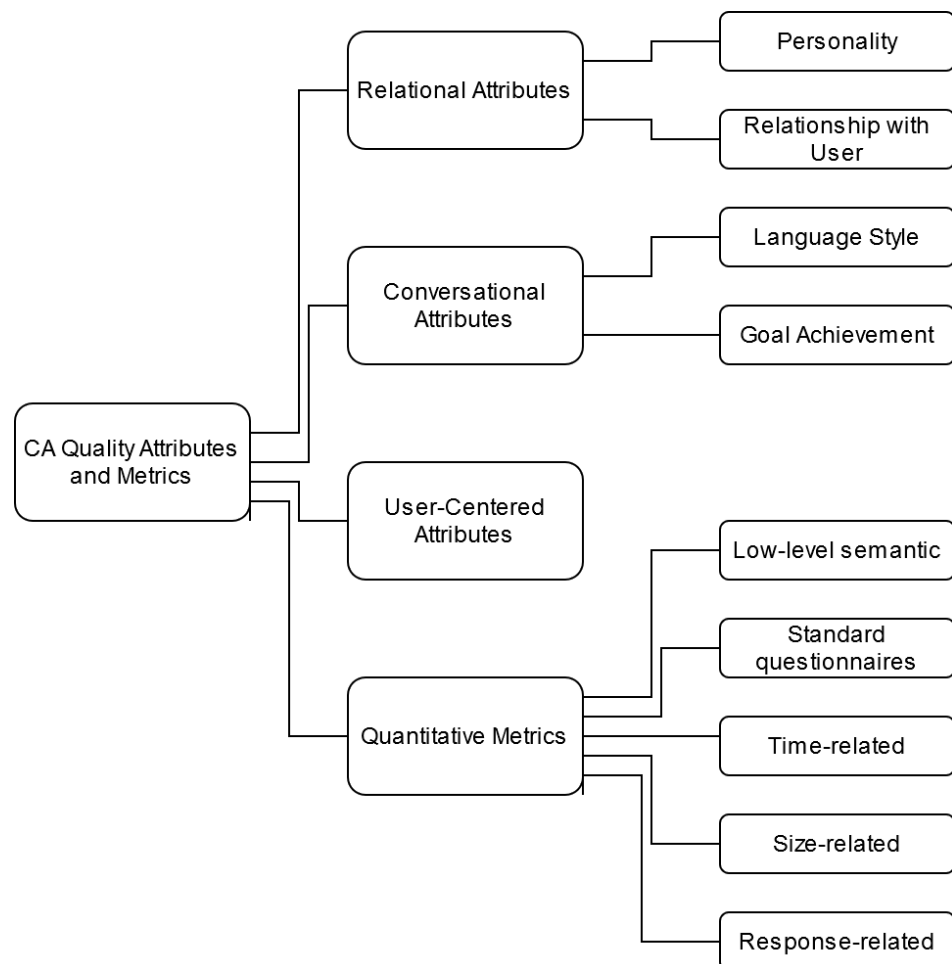 Personality
Relational Attributes
Relationship with
User
Language Style
Conversational
Attributes
Goal Achievement
CA Quality Attributes
and Metrics
User-Centered
Attributes
Low-level semantic
Standard
questionnaires
Quantitative Metrics
Time-related
Size-related
Response-related